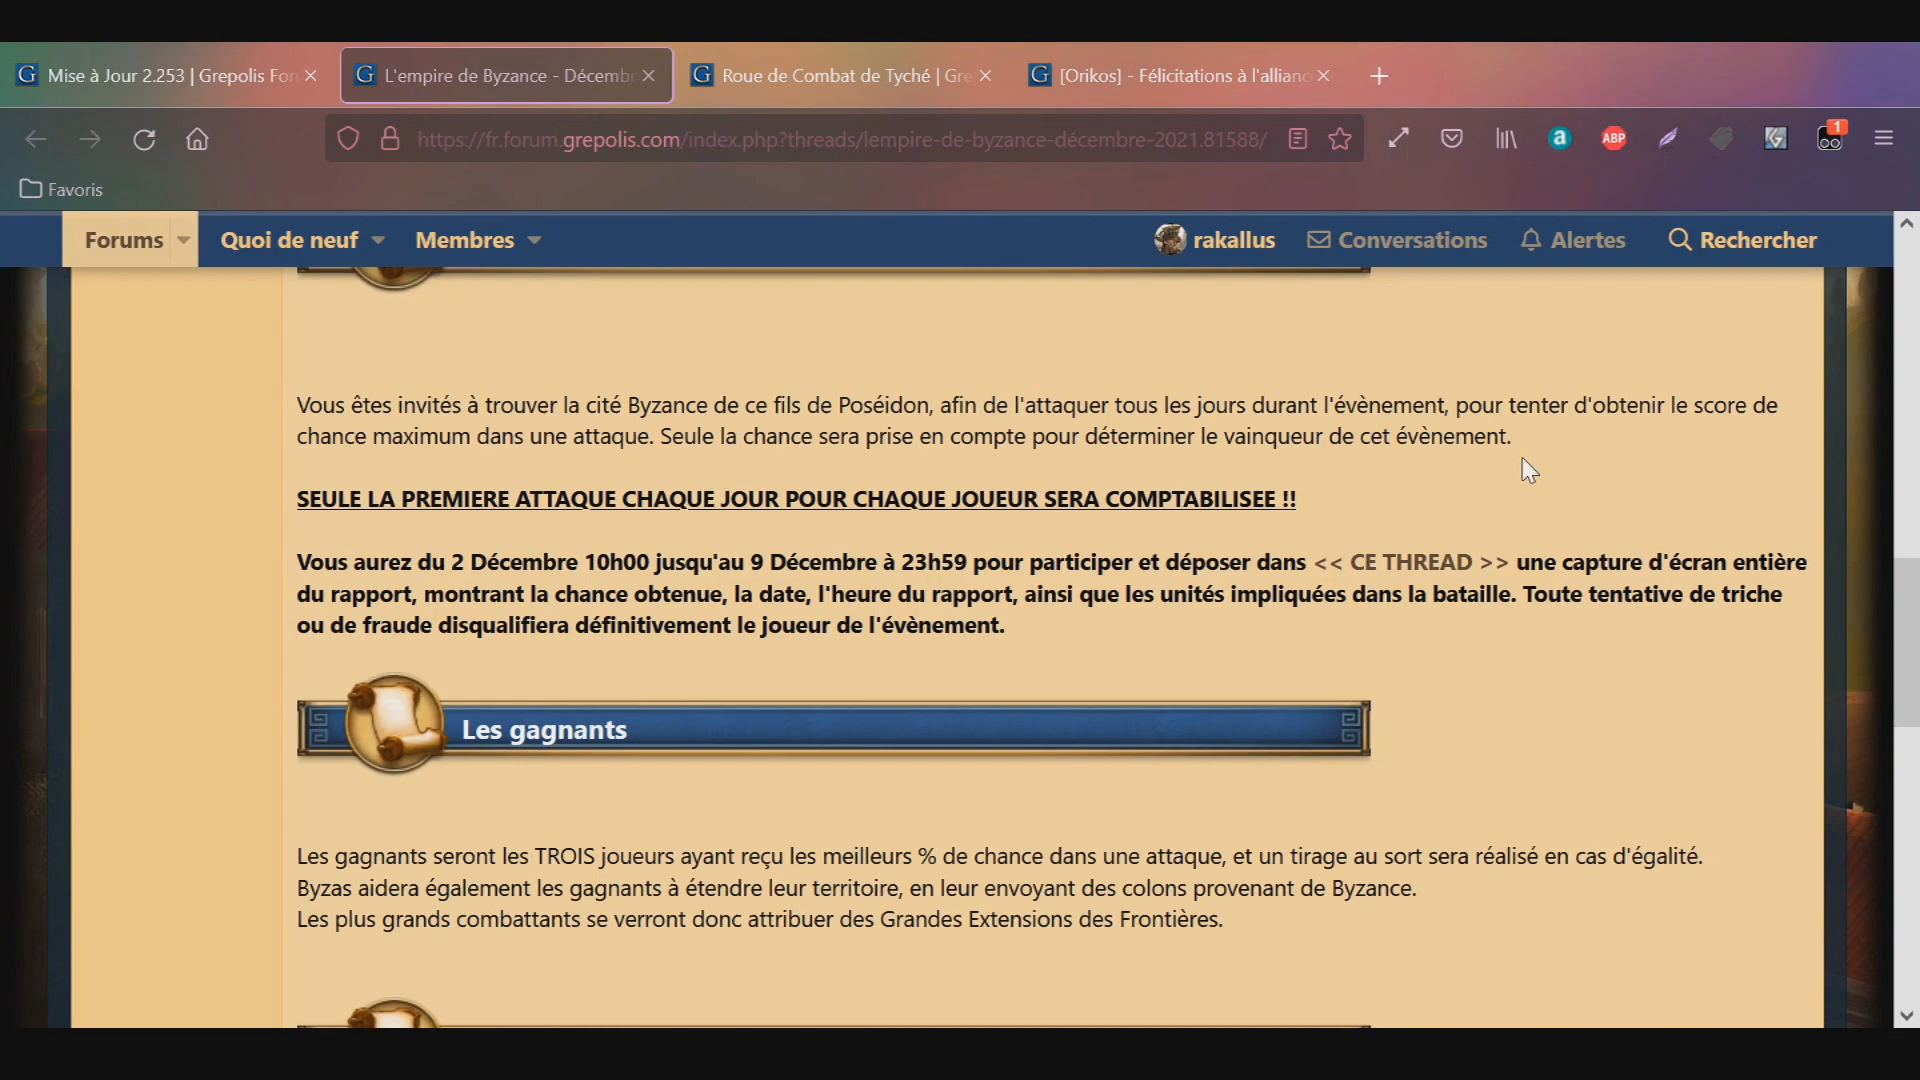 Mise à Jour 2.253 | Grepolis For
L'empire de Byzance - Décembr
Roue de Combat de Tyché | Gre
[Orikos] - Félicitations à l'allianc
https://fr.forum.grepolis.com/index.php?threads/lempire-de-byzance-décembre-2021.81588/
ABP
1
Favoris
Forums
Quoi de neuf
Membres
rakallus
Conversations
Alertes
Rechercher
Vous êtes invités à trouver la cité Byzance de ce fils de Poséidon, afin de l'attaquer tous les jours durant l'évènement, pour tenter d'obtenir le score de
chance maximum dans une attaque. Seule la chance sera prise en compte pour déterminer le vainqueur de cet évènement.
SEULE LA PREMIERE ATTAQUE CHAQUE JOUR POUR CHAQUE JOUEUR SERA COMPTABILISEE !!
Vous aurez du 2 Décembre 10h00 jusqu'au 9 Décembre à 23h59 pour participer et déposer dans << CE THREAD >> une capture d'écran entière
du rapport, montrant la chance obtenue, la date, l'heure du rapport, ainsi que les unités impliquées dans la bataille. Toute tentative de triche
ou de fraude disqualifiera définitivement le joueur de l'évènement.
Les gagnants
Les gagnants seront les TROIS joueurs ayant reçu les meilleurs % de chance dans une attaque, et un tirage au sort sera réalisé en cas d'égalité.
Byzas aidera également les gagnants à étendre leur territoire, en leur envoyant des colons provenant de Byzance.
Les plus grands combattants se verront donc attribuer des Grandes Extensions des Frontières.